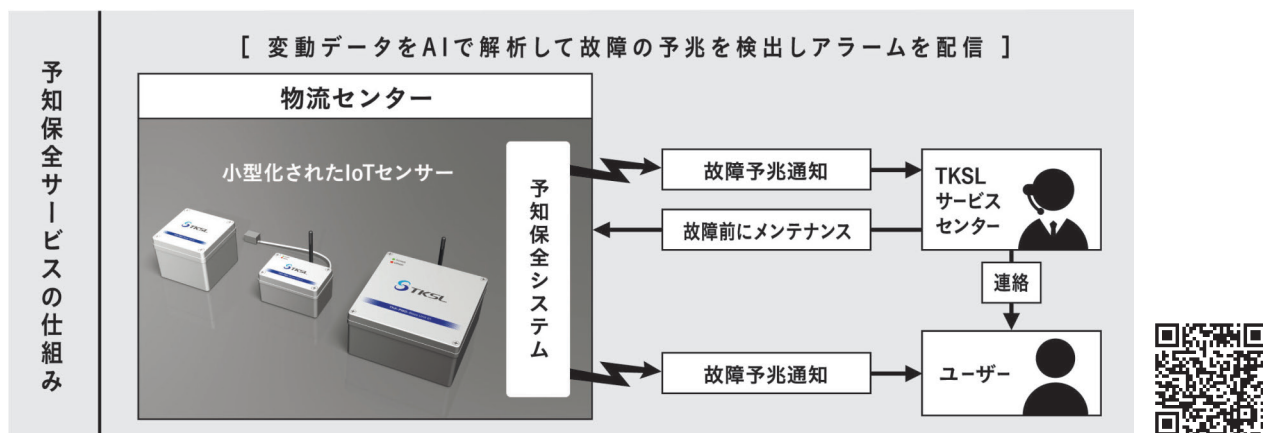 予知保全サービスの仕組み
[ 変動データをAIで解析して故障の予兆を検出しアラームを配信 ]
物流センター
小型化されたIoTセンサー
TKSL
TKSL
TKSL
予知保全システム
故障予兆通知
故障前にメンテナンス
TKSL
サービス
センター
連絡
故障予兆通知
ユーザー